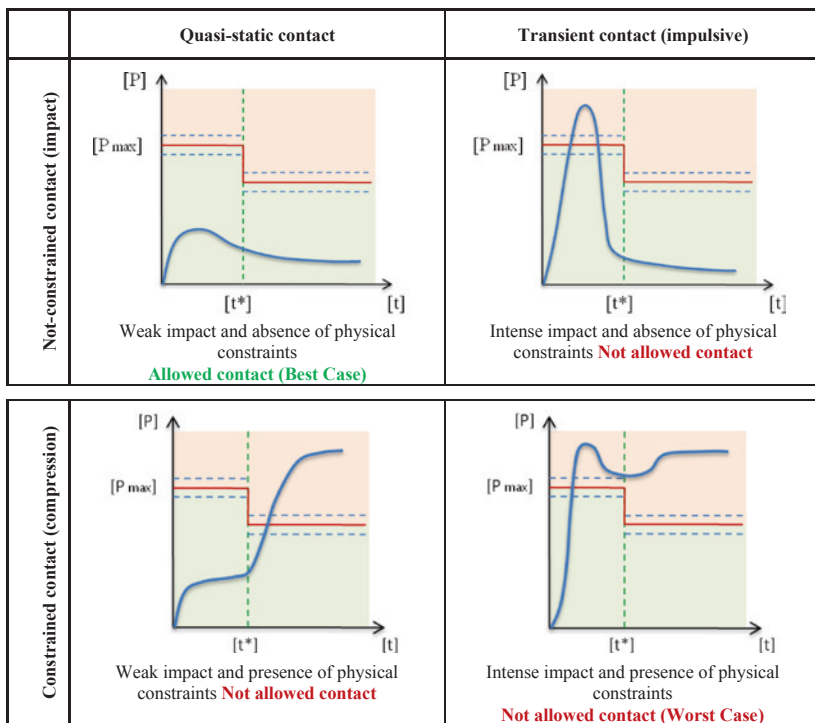 Quasi-static contact
Transient contact (impulsive)
Not-constrained contact (impact)
[P]
[P max]
[t*]
[t]
Weak impact and absence of physical
constraints
Allowed contact (Best Case)
[P]
[P max]
[t*]
[t]
Intense impact and absence of physical
constraints Not allowed contact
Constrained contact (compression)
[P]
[P max]
[t*]
[t]
Weak impact and presence of physical
constraints Not allowed contact
[P]
[P max]
[t*]
[t]
Intense impact and presence of physical
constraints
Not allowed contact (Worst Case)